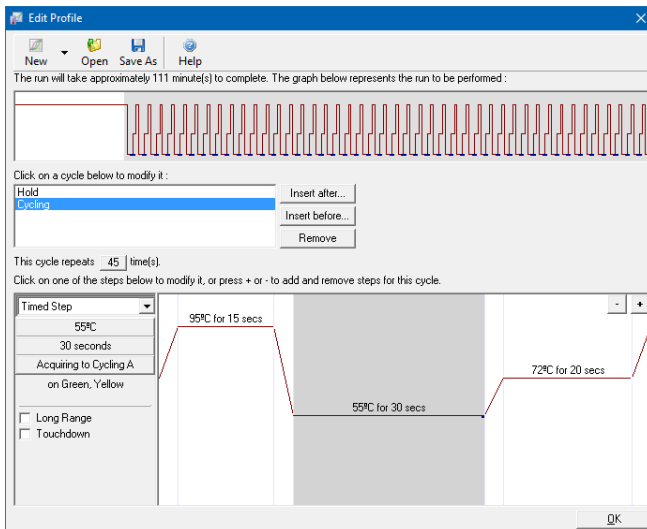 Edit Profile
New Open Save As Help
The run will take approximately 111 minute(s) to complete. The graph below represents the run to be performed :
Click on a cycle below to modify it :
Hold
Cycling
Insert after...
Insert before...
Remove
This cycle repeats 45 time(s).
Click on one of the steps below to modify it, or press + or - to add and remove steps for this cycle.
Timed Step
- +
55ºC
30 seconds
Acquiring to Cycling A
on Green, Yellow
Long Range
Touchdown
95ºC for 15 secs
55ºC for 30 secs
72ºC for 20 secs
OK